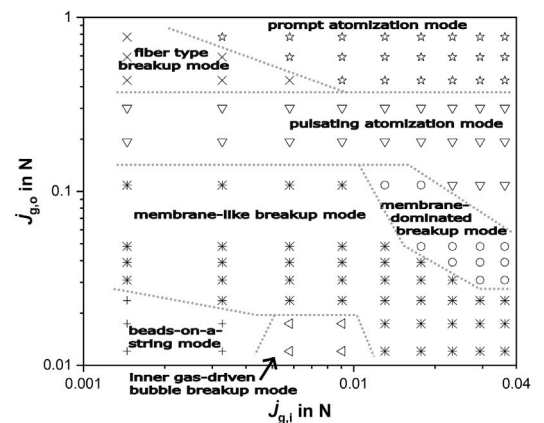 prompt atomization mode
1
fiber type
breakup mode
pulsating atomization mode
0.1
membrane-like breakup mode
membrane-
dominated
breakup mode
beads-on-a-
string mode
0.01
0.001
0.01
0.04
Inner gas-driven
bubble breakup mode
j̇g,o in N
j̇g,i in N